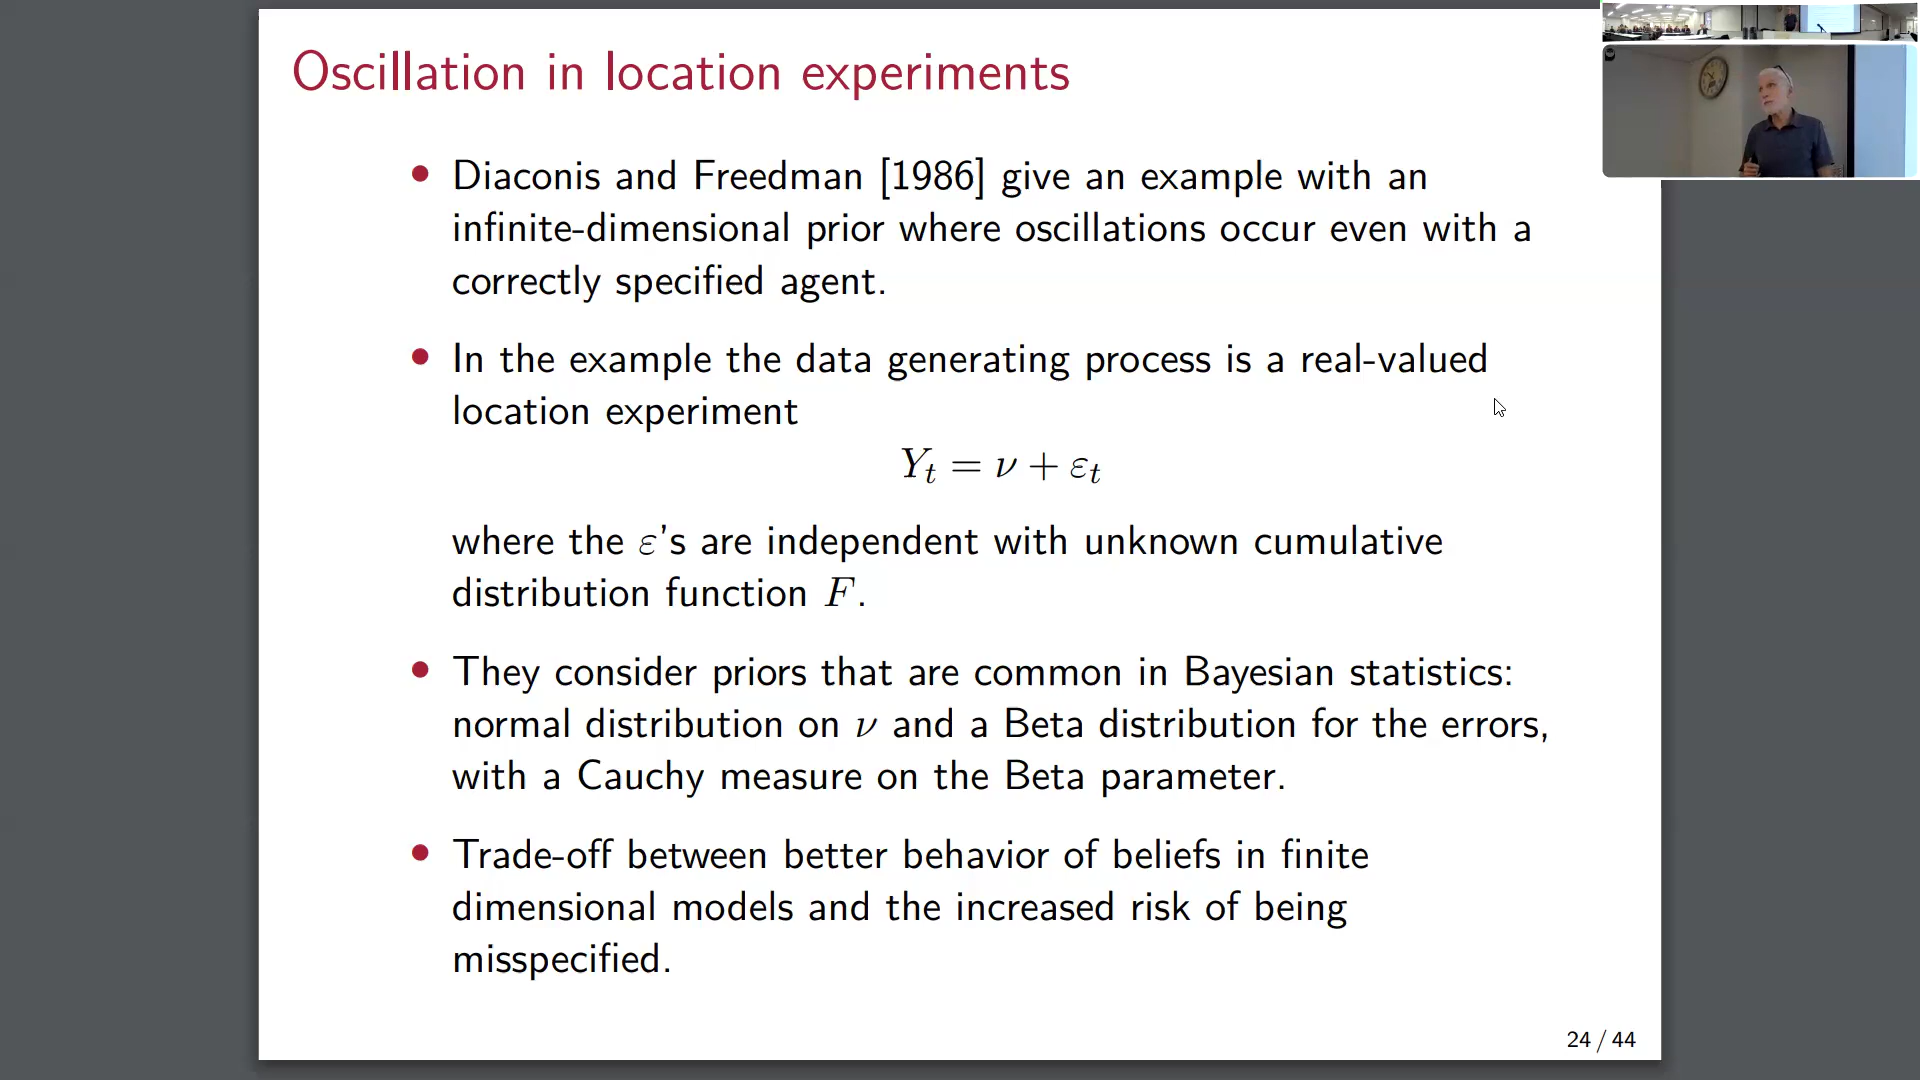 Oscillation in location experiments
Diaconis and Freedman [1986] give an example with an
infinite-dimensional prior where oscillations occur even with a
correctly specified agent.
In the example the data generating process is a real-valued
location experiment
Y_t = ν + ε_t
where the ε's are independent with unknown cumulative
distribution function F.
They consider priors that are common in Bayesian statistics:
normal distribution on ν and a Beta distribution for the errors,
with a Cauchy measure on the Beta parameter.
Trade-off between better behavior of beliefs in finite
dimensional models and the increased risk of being
misspecified.
24 / 44